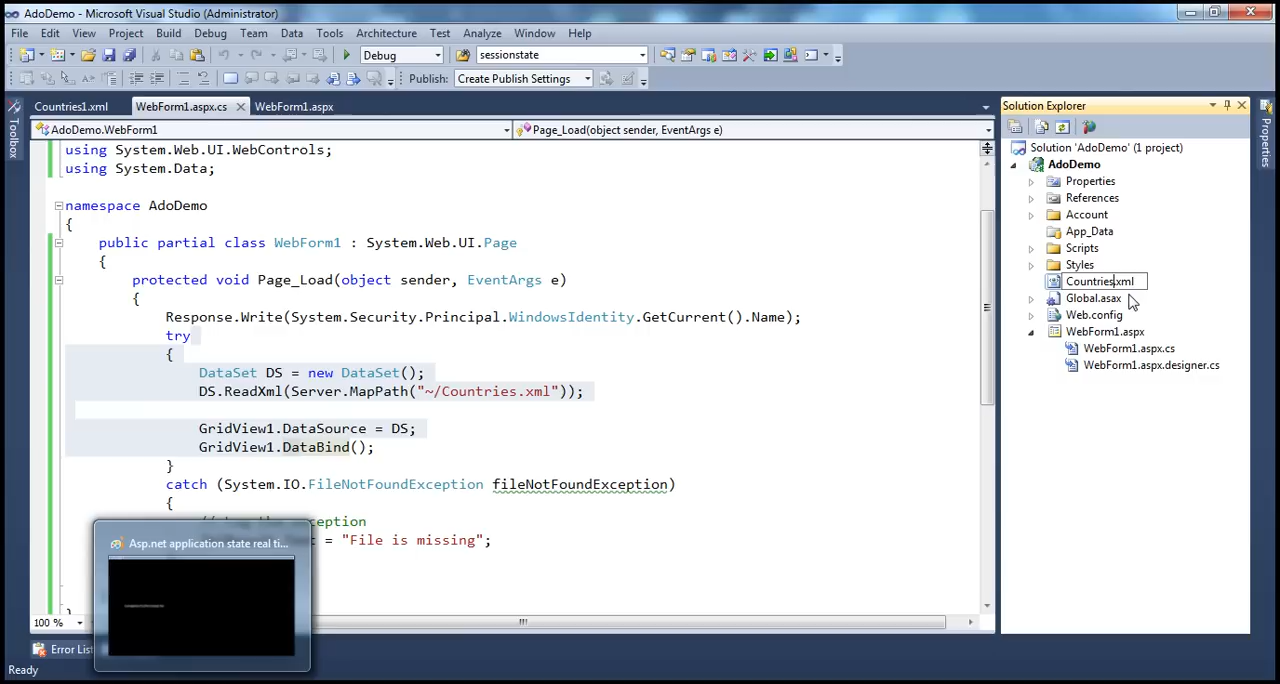 AdoDemo - Microsoft Visual Studio (Administrator)
File Edit View Project Build Debug Team Data Tools Architecture Test Analyze Window Help
Debug sessionstate
Publish: Create Publish Settings
Countries1.xml WebForm1.aspx.cs WebForm1.aspx
AdoDemo.WebForm1 Page_Load(object sender, EventArgs e)
using System.Web.UI.WebControls;
using System.Data;
namespace AdoDemo
{
public partial class WebForm1 : System.Web.UI.Page
{
protected void Page_Load(object sender, EventArgs e)
{
Response.Write(System.Security.Principal.WindowsIdentity.GetCurrent().Name);
try
{
DataSet DS = new DataSet();
DS.ReadXml(Server.MapPath("~/Countries.xml"));
GridView1.DataSource = DS;
GridView1.DataBind();
}
catch (System.IO.FileNotFoundException fileNotFoundException)
{
= "File is missing";
}
100 %
Error List
Ready
Asp.net application state real ti...
Toolbox
Solution Explorer
Solution 'AdoDemo' (1 project)
AdoDemo
Properties
References
Account
App_Data
Scripts
Styles
Countries.xml
Global.asax
Web.config
WebForm1.aspx
WebForm1.aspx.cs
WebForm1.aspx.designer.cs
Properties